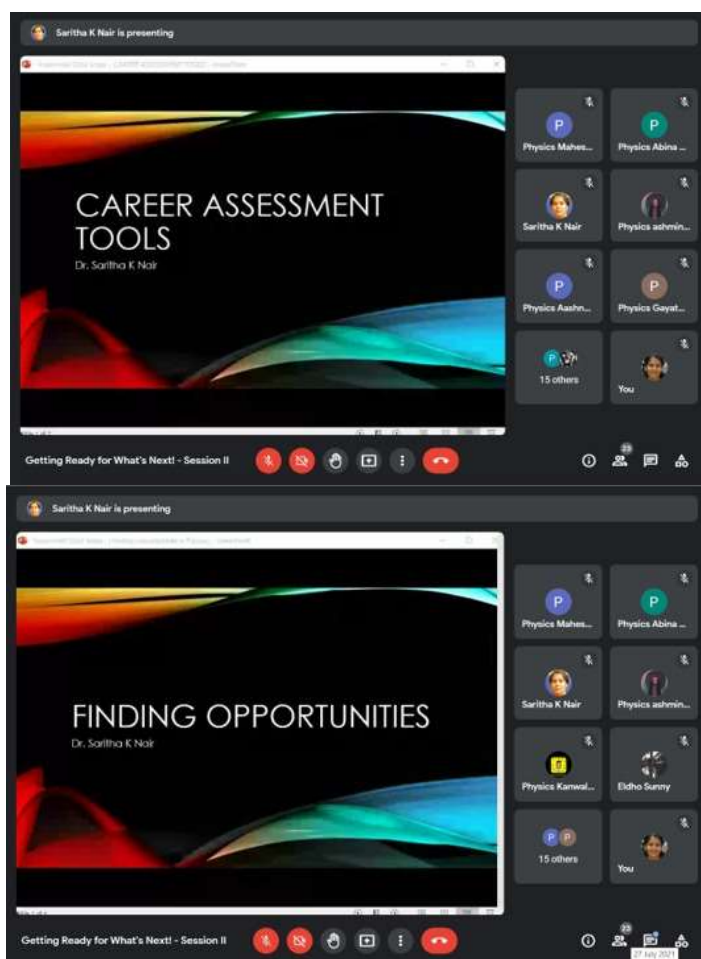 Saritha K Nair is presenting
CAREER ASSESSMENT
TOOLS
Dr. Saritha K Nair
P
Physics Mahes...
P
Physics Abina ...
Saritha K Nair
Physics ashmin...
P
Physics Aashn...
P
Physics Gayat...
P
15 others
You
Getting Ready for What's Next! - Session II
23
Saritha K Nair is presenting
FINDING OPPORTUNITIES
Dr. Saritha K Nair
P
Physics Mahes...
P
Physics Abina ...
Saritha K Nair
Physics ashmin...
Physics Kanwal...
Eldho Sunny
P P
15 others
You
Getting Ready for What's Next! - Session II
23
27 July 2021